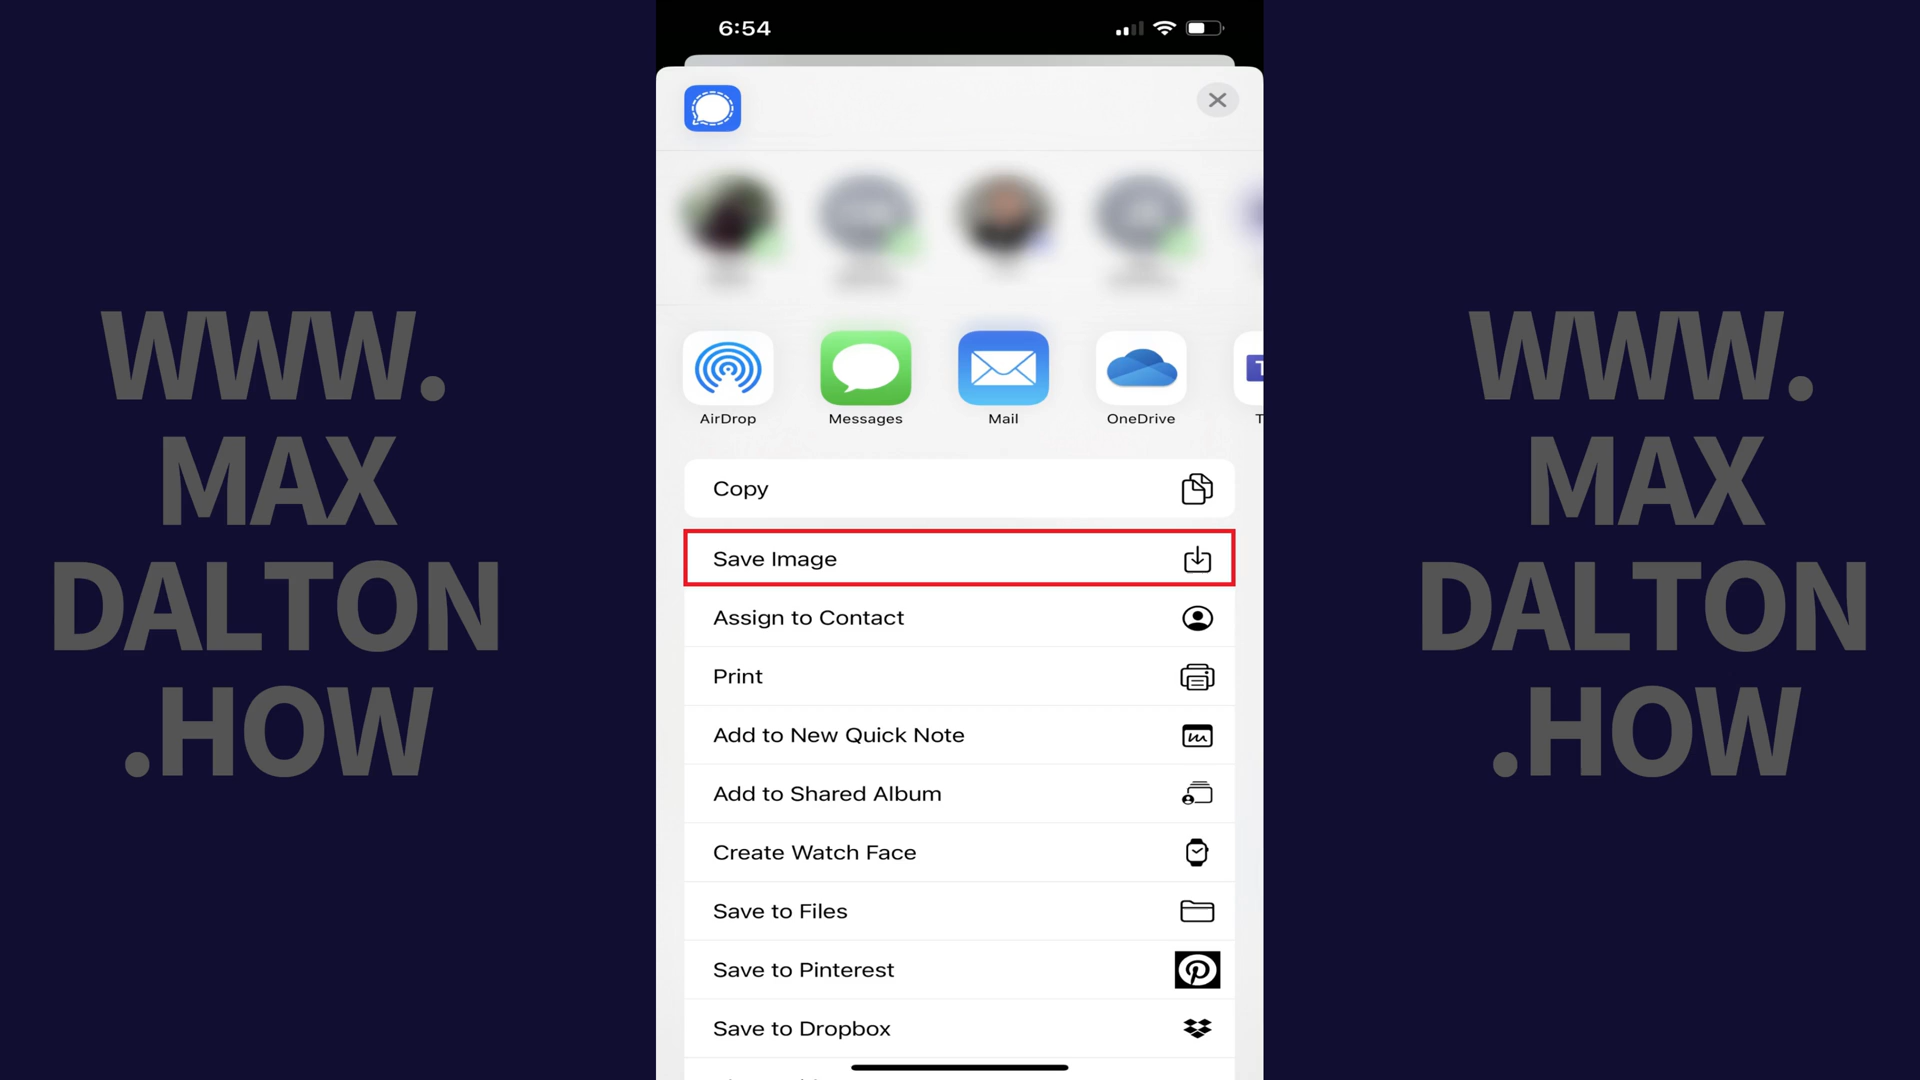 6:54
AirDrop
Messages
Mail
OneDrive
T
Copy
Save Image
Assign to Contact
Print
Add to New Quick Note
Add to Shared Album
Create Watch Face
Save to Files
Save to Pinterest
Save to Dropbox
WWW.
MAX
DALTON
.HOW
WWW.
MAX
DALTON
.HOW